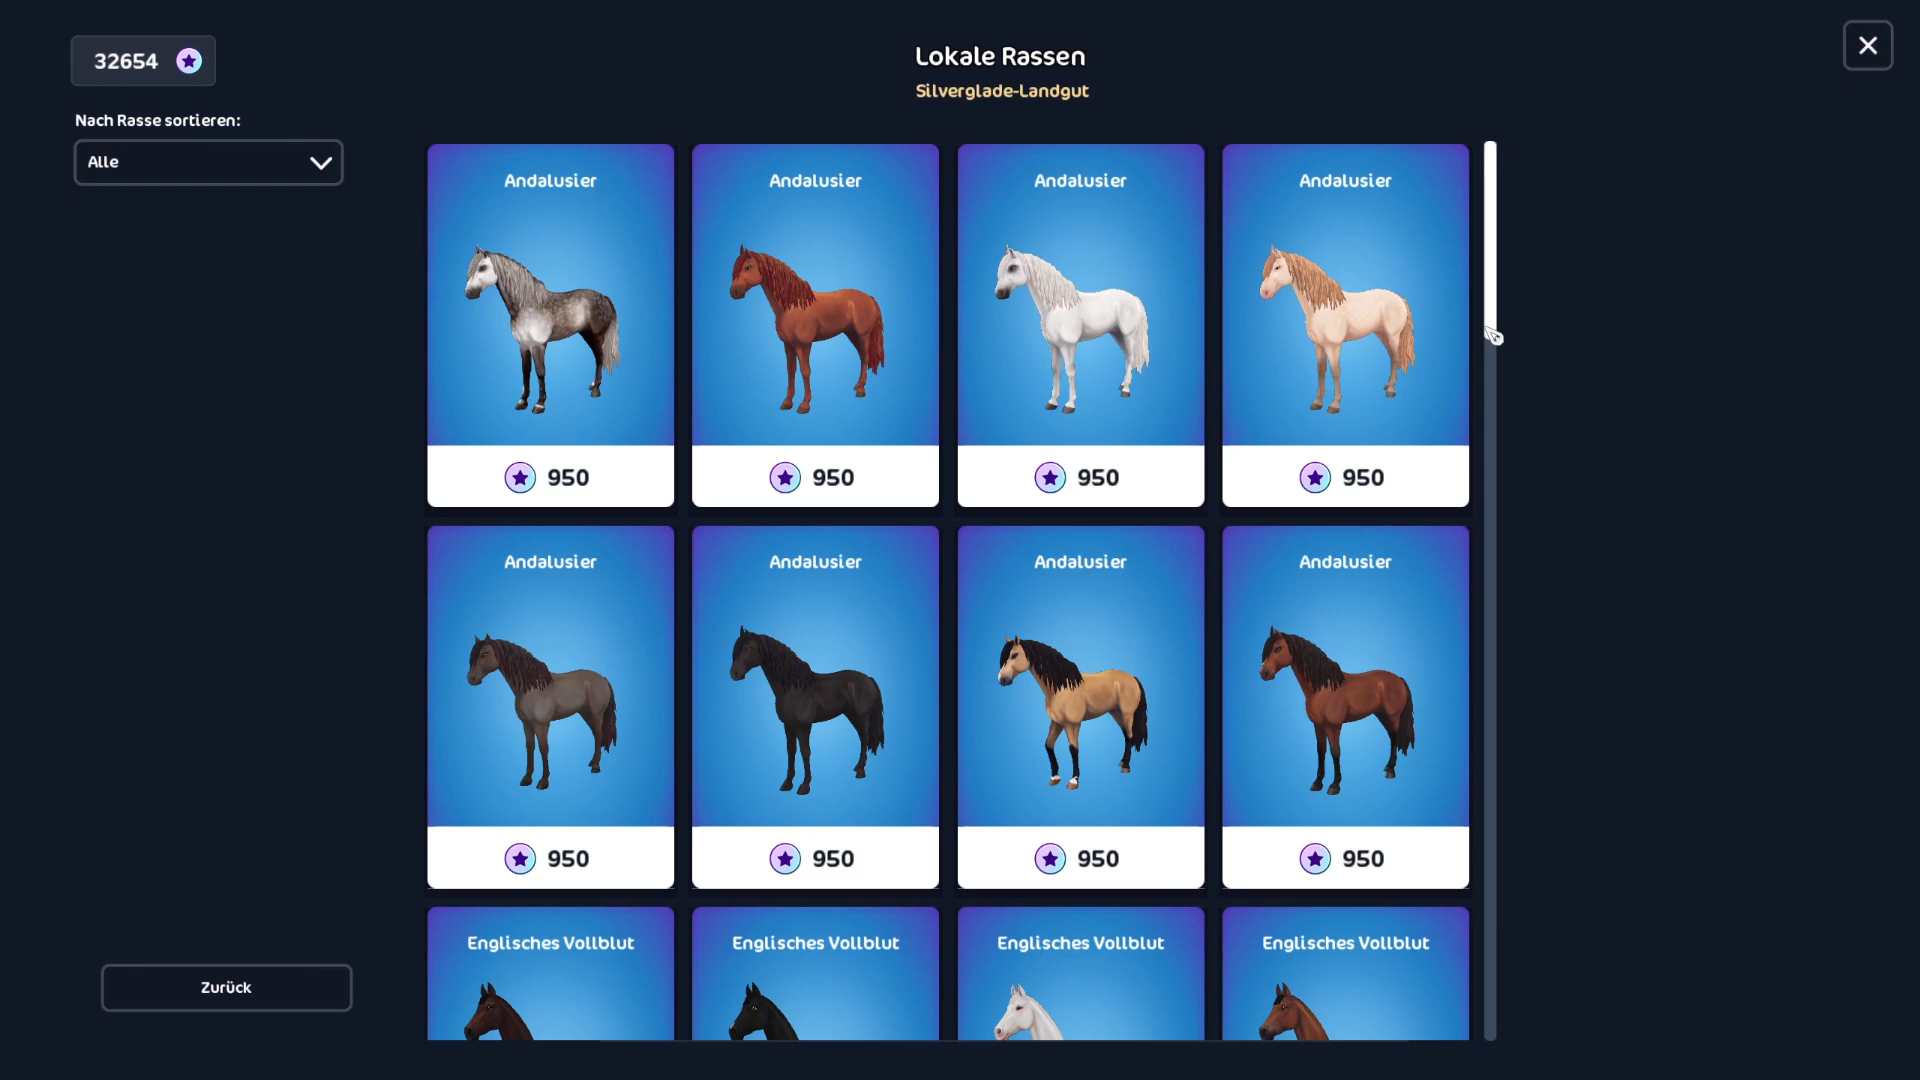 32654
Lokale Rassen
Silverglade-Landgut
Nach Rasse sortieren:
Alle
Andalusier
Andalusier
Andalusier
Andalusier
950
950
950
950
Andalusier
Andalusier
Andalusier
Andalusier
950
950
950
950
Englisches Vollblut
Englisches Vollblut
Englisches Vollblut
Englisches Vollblut
Zurück